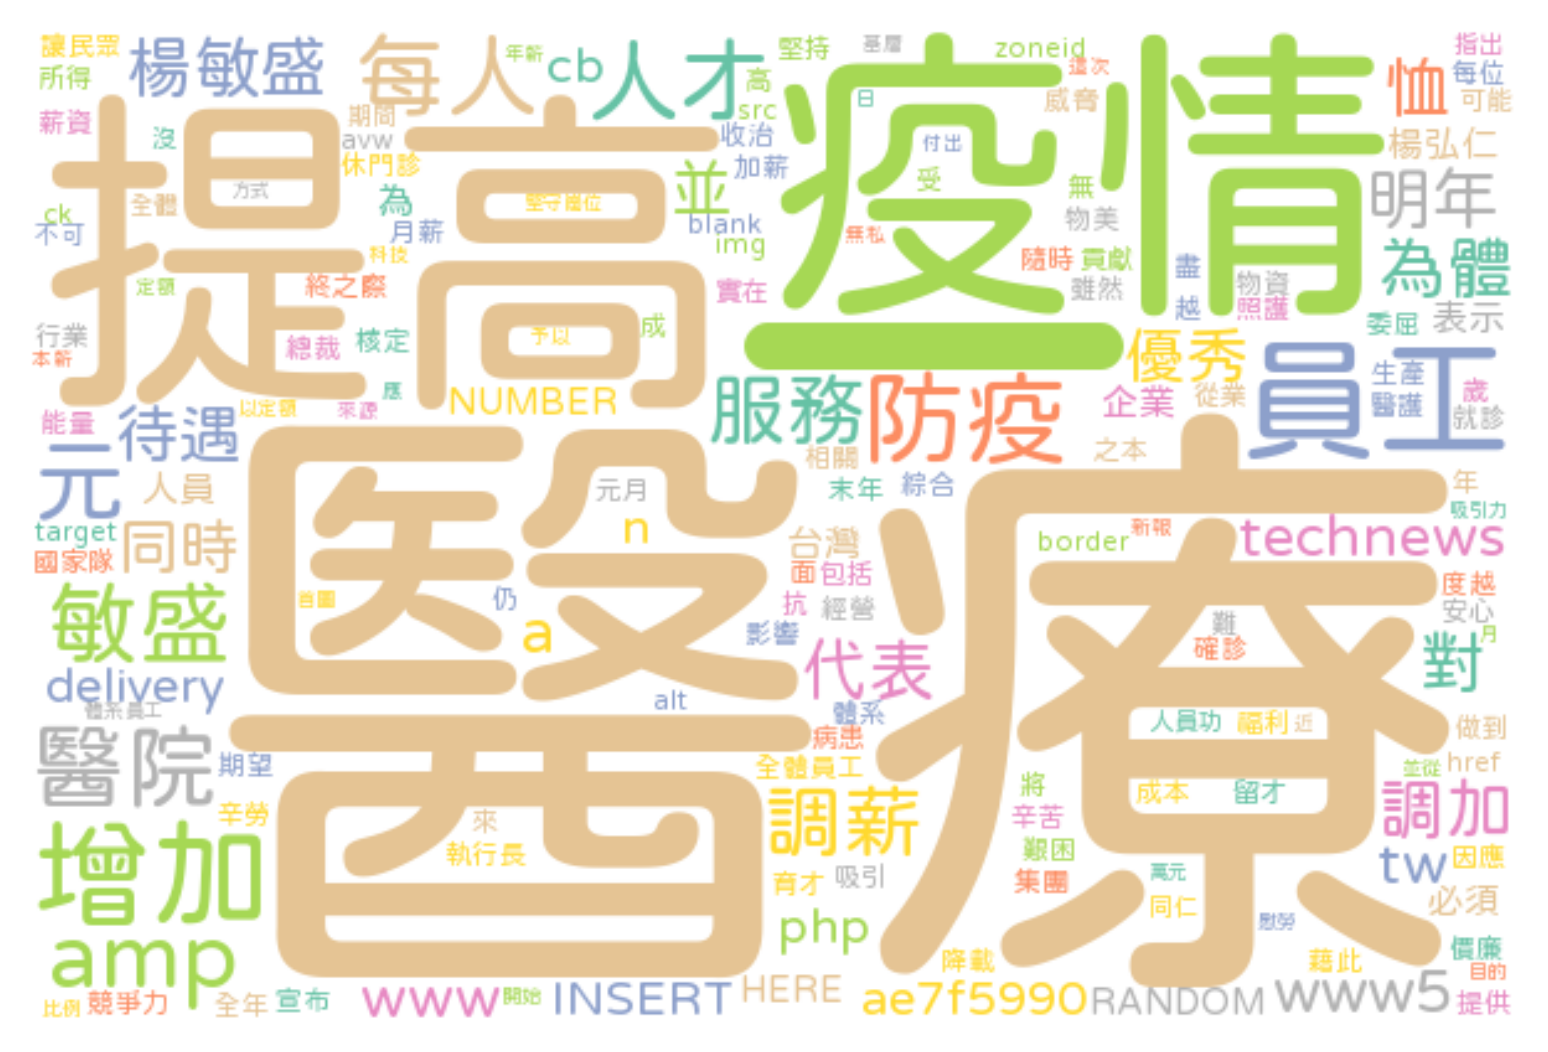 讓民眾
所得
楊敏盛
每人
年薪
cb
人才
堅持
基層
zoneid
這次
指出
每位
恤
可能
高
src
薪資
沒
期間
avw
收治
日
威脅
楊弘仁
提高
疫情
休門診
加薪
付出
受
無
並
明年
方式
全體
ck
不可
為
月薪
堅守崗位
blank
img
無私
物美
隨時
貢獻
為體
科技
定額
終之際
實在
雖然
盡
越
物資
照護
委屈
表示
行業
本薪
總裁
核定
予以
成
優秀
員工
生產
醫護
歲
就診
應
NUMBER
服務
防疫
企業
從業
能量
待遇
以定額
來源
元
人員
相關
之本
末年
綜合
元月
年
吸引力
醫療
target
國家隊
同時
n
台灣
border
新報
technews
面
包括
度越
安心
月
敏盛
首圖
仍
a
抗
經營
影響
難
確診
對
delivery
代表
alt
體系
體系員工
病患
人員功
福利
近
做到
醫院
期望
全體員工
並從
href
將
成本
留才
辛勞
來
執行長
調薪
辛苦
艱困
調加
增加
集團
萬元
tw
因應
育才
吸引
同仁
必須
amp
php
慰勞
價廉
降載
藉此
目的
比例
競爭力
全年
宣布
www
開始
INSERT
HERE
ae7f5990
RANDOM
www5
提供